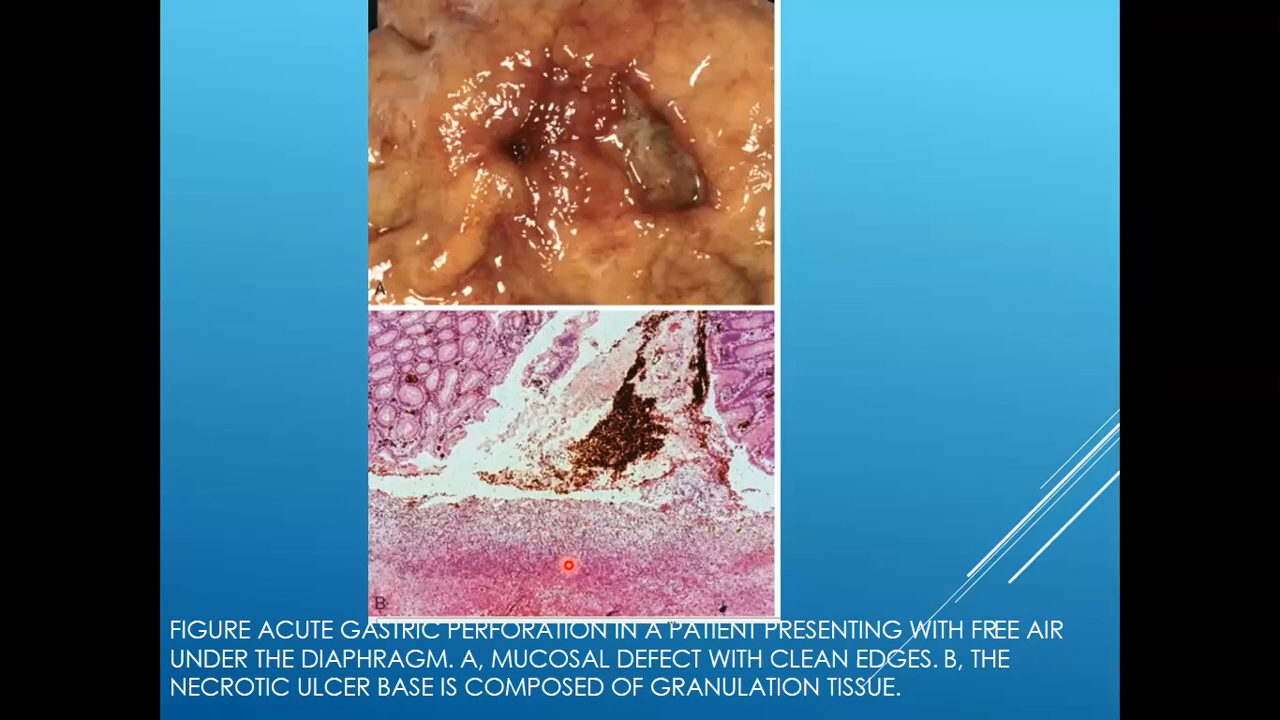 A
B
FIGURE ACUTE GASTRIC PERFORATION IN A PATIENT PRESENTING WITH FREE AIR
UNDER THE DIAPHRAGM. A, MUCOSAL DEFECT WITH CLEAN EDGES. B, THE
NECROTIC ULCER BASE IS COMPOSED OF GRANULATION TISSUE.